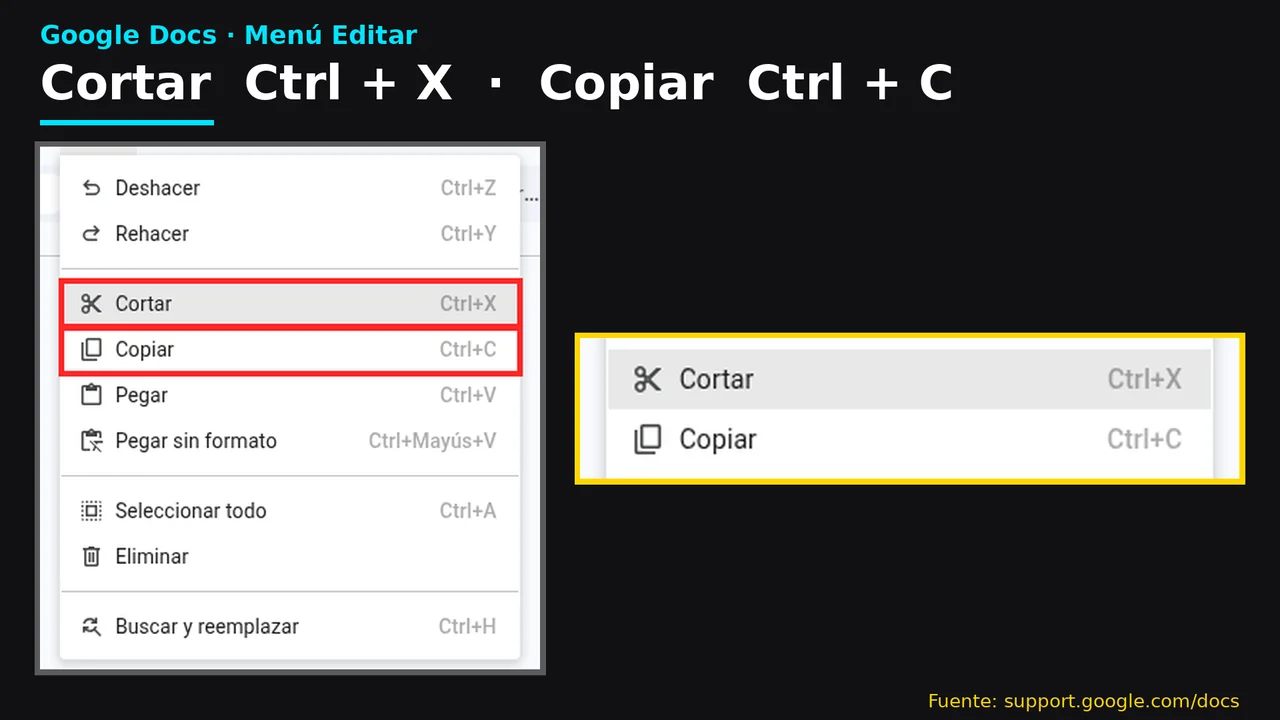 Google Docs · Menú Editar
Cortar Ctrl + X · Copiar Ctrl + C
Deshacer Ctrl+Z
r...
Rehacer Ctrl+Y
Cortar Ctrl+X
Copiar Ctrl+C
Pegar Ctrl+V
Pegar sin formato Ctrl+Mayús+V
Seleccionar todo Ctrl+A
Eliminar
Buscar y reemplazar Ctrl+H
Cortar Ctrl+X
Copiar Ctrl+C
Fuente: support.google.com/docs